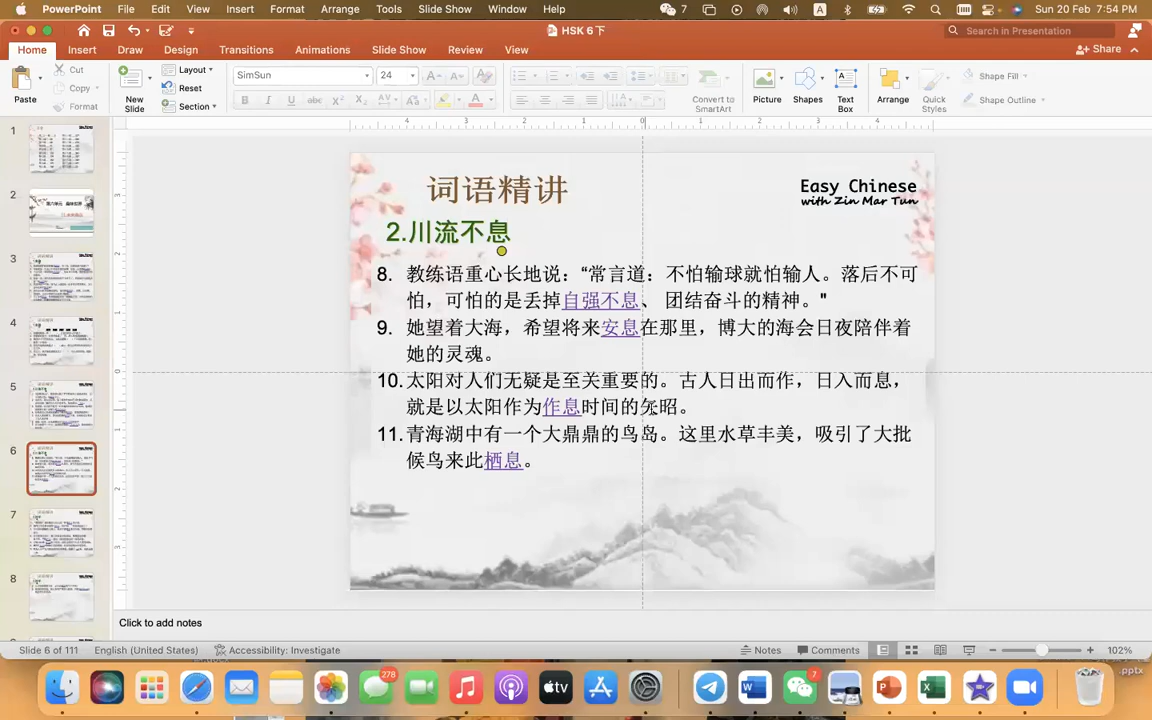 PowerPoint File Edit View Insert Format Arrange Tools Slide Show Window Help 7 A Sun 20 Feb 7:54 PM
HSK 6下
Search in Presentation
Home Insert Draw Design Transitions Animations Slide Show Review View Share
Paste
Cut
Copy
Format
New Slide
Layout
Reset
Section
SimSun 24
Convert to SmartArt
Picture
Shapes
Text Box
Arrange
Quick Styles
Shape Fill
Shape Outline
词语精讲
Easy Chinese
with Zin Mar Tun
2.川流不息
8. 教练语重心长地说：“常言道：不怕输球就怕输人。落后不可
怕，可怕的是丢掉自强不息、团结奋斗的精神。"
9. 她望着大海，希望将来安息在那里，博大的海会日夜陪伴着
她的灵魂。
10. 太阳对人们无疑是至关重要的。古人日出而作，日入而息，
就是以太阳作为作息时间的
11. 青海湖中有一个大鼎鼎的鸟岛。这里水草丰美，吸引了大批
候鸟来此栖息。
1
2
3
4
5
6
7
8
Click to add notes
Slide 6 of 111 English (United States) Accessibility: Investigate Notes Comments 102%
278
7
.pptx